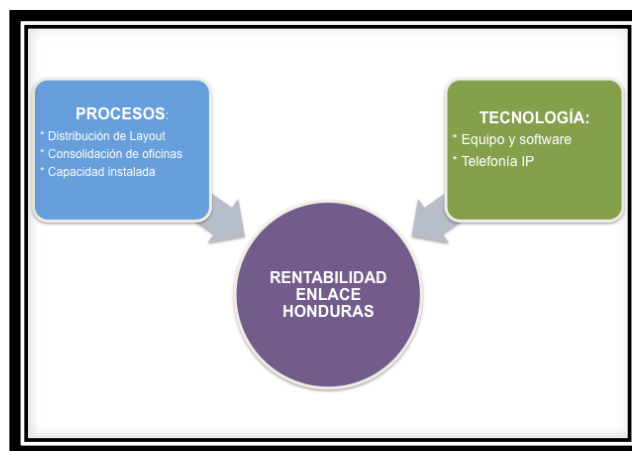 PROCESOS:
* Distribución de Layout
* Consolidación de oficinas
* Capacidad instalada
TECNOLOGÍA:
* Equipo y software
* Telefonía IP
RENTABILIDAD
ENLACE
HONDURAS